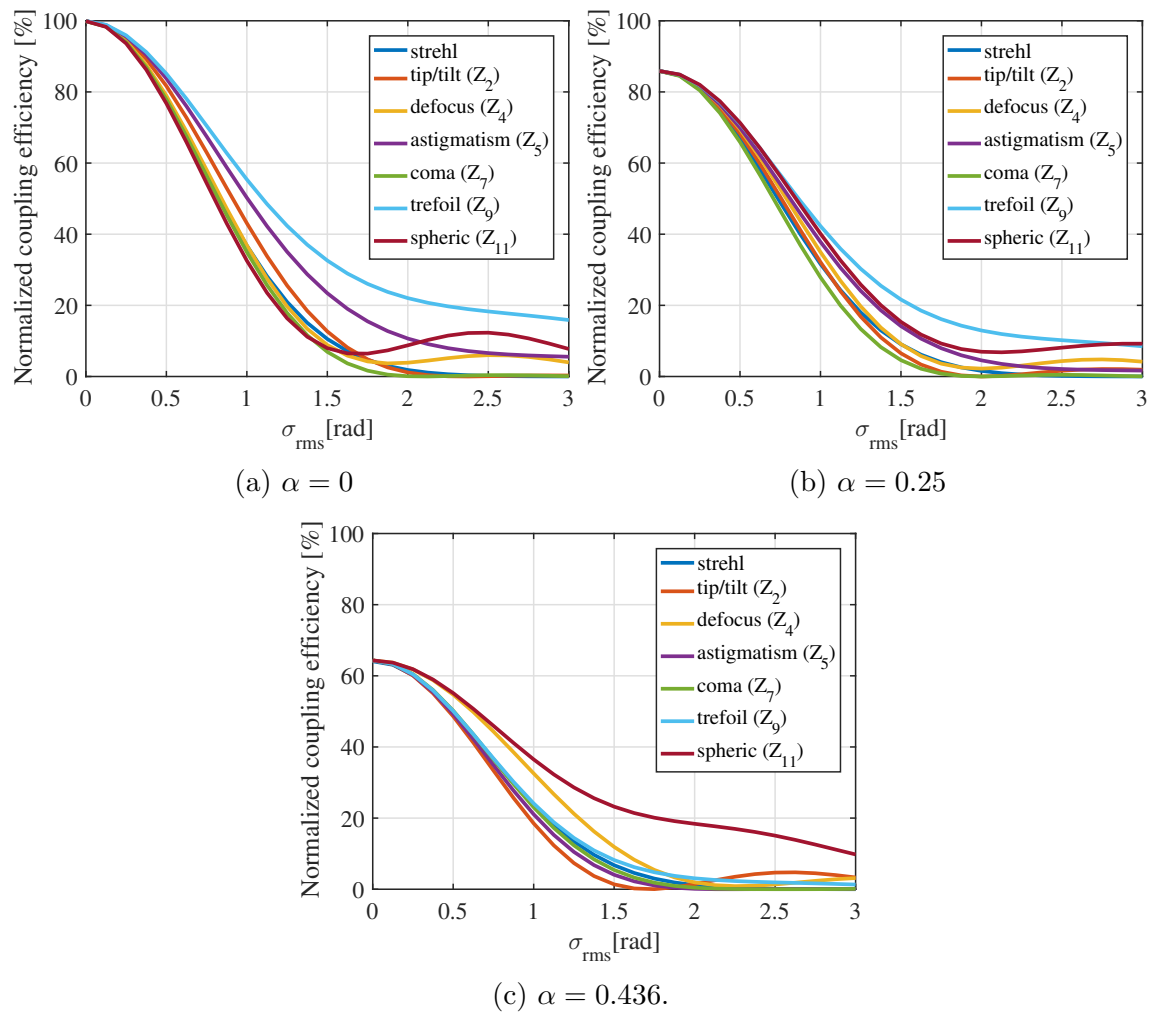 Normalized coupling efficiency [%]
100
80
60
40
20
0
strehl
tip/tilt (Z2)
defocus (Z4)
astigmatism (Z5)
coma (Z7)
trefoil (Z9)
spheric (Z11)
0 0.5 1 1.5 2 2.5 3
σrms[rad]
(a) α = 0
Normalized coupling efficiency [%]
100
80
60
40
20
0
strehl
tip/tilt (Z2)
defocus (Z4)
astigmatism (Z5)
coma (Z7)
trefoil (Z9)
spheric (Z11)
0 0.5 1 1.5 2 2.5 3
σrms[rad]
(b) α = 0.25
Normalized coupling efficiency [%]
100
80
60
40
20
0
strehl
tip/tilt (Z2)
defocus (Z4)
astigmatism (Z5)
coma (Z7)
trefoil (Z9)
spheric (Z11)
0 0.5 1 1.5 2 2.5 3
σrms[rad]
(c) α = 0.436.